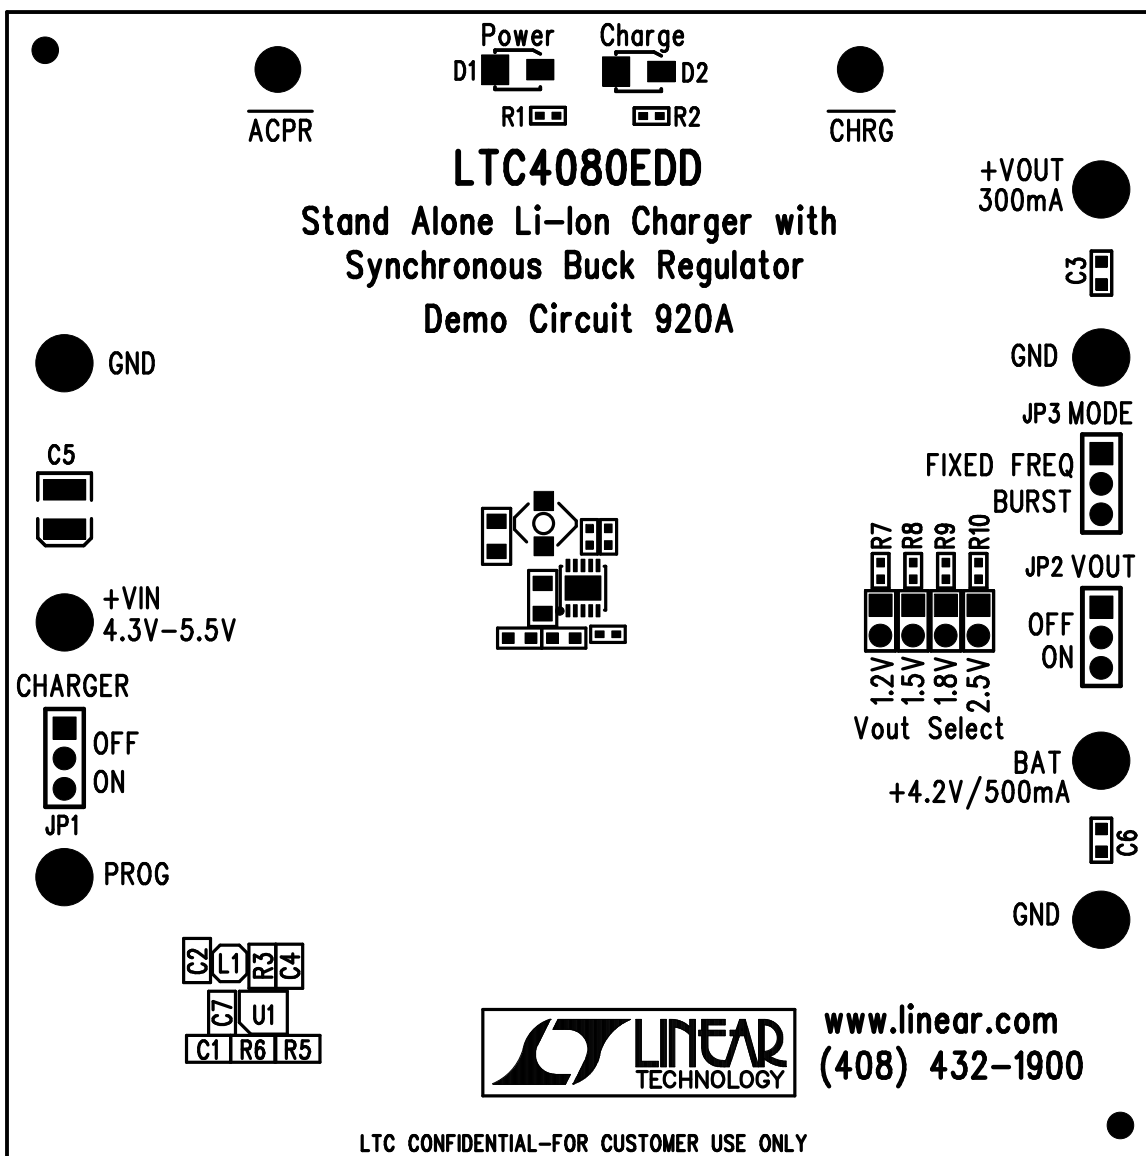 Power Charge
D1 D2
R1 R2
ACPR
CHRG
LTC4080EDD
Stand Alone Li-Ion Charger with
Synchronous Buck Regulator
Demo Circuit 920A
+VOUT
300mA
C3
GND
GND
JP3 MODE
FIXED FREQ
BURST
C5
R7 R8 R9 R10
JP2 VOUT
OFF
ON
+VIN
4.3V-5.5V
1.2V 1.5V 1.8V 2.5V
Vout Select
CHARGER
OFF
ON
JP1
BAT
+4.2V/500mA
C6
PROG
GND
C2 L1 R3 C4
C7 U1
C1 R6 R5
LINEAR
TECHNOLOGY
www.linear.com
(408) 432-1900
LTC CONFIDENTIAL-FOR CUSTOMER USE ONLY